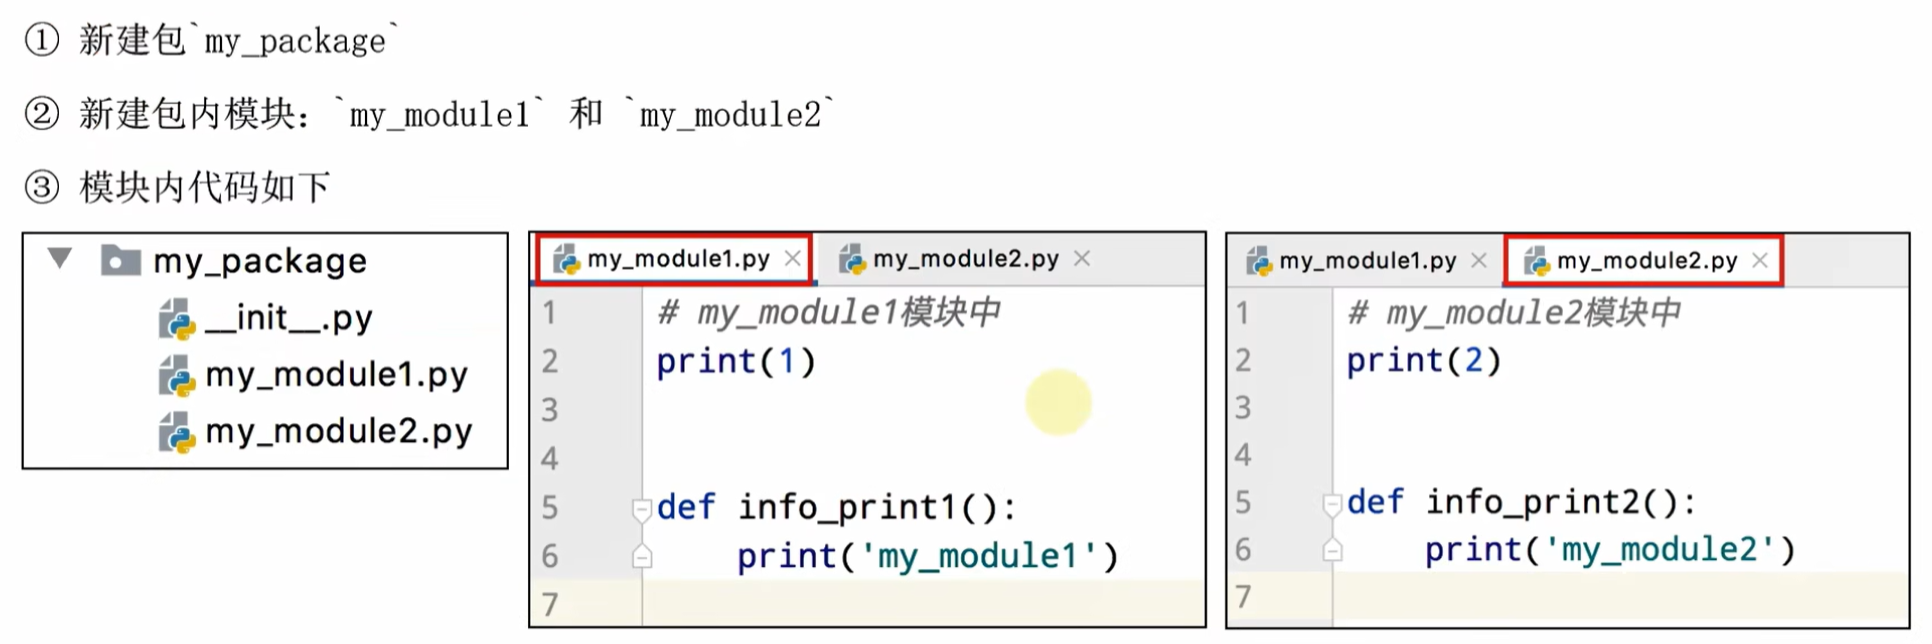 ① 新建包`my_package`
② 新建包内模块：`my_module1` 和 `my_module2`
③ 模块内代码如下
my_package
__init__.py
my_module1.py
my_module2.py
my_module1.py × my_module2.py ×
1 # my_module1模块中
2 print(1)
3
4
5 def info_print1():
6     print('my_module1')
7
my_module1.py × my_module2.py ×
1 # my_module2模块中
2 print(2)
3
4
5 def info_print2():
6     print('my_module2')
7